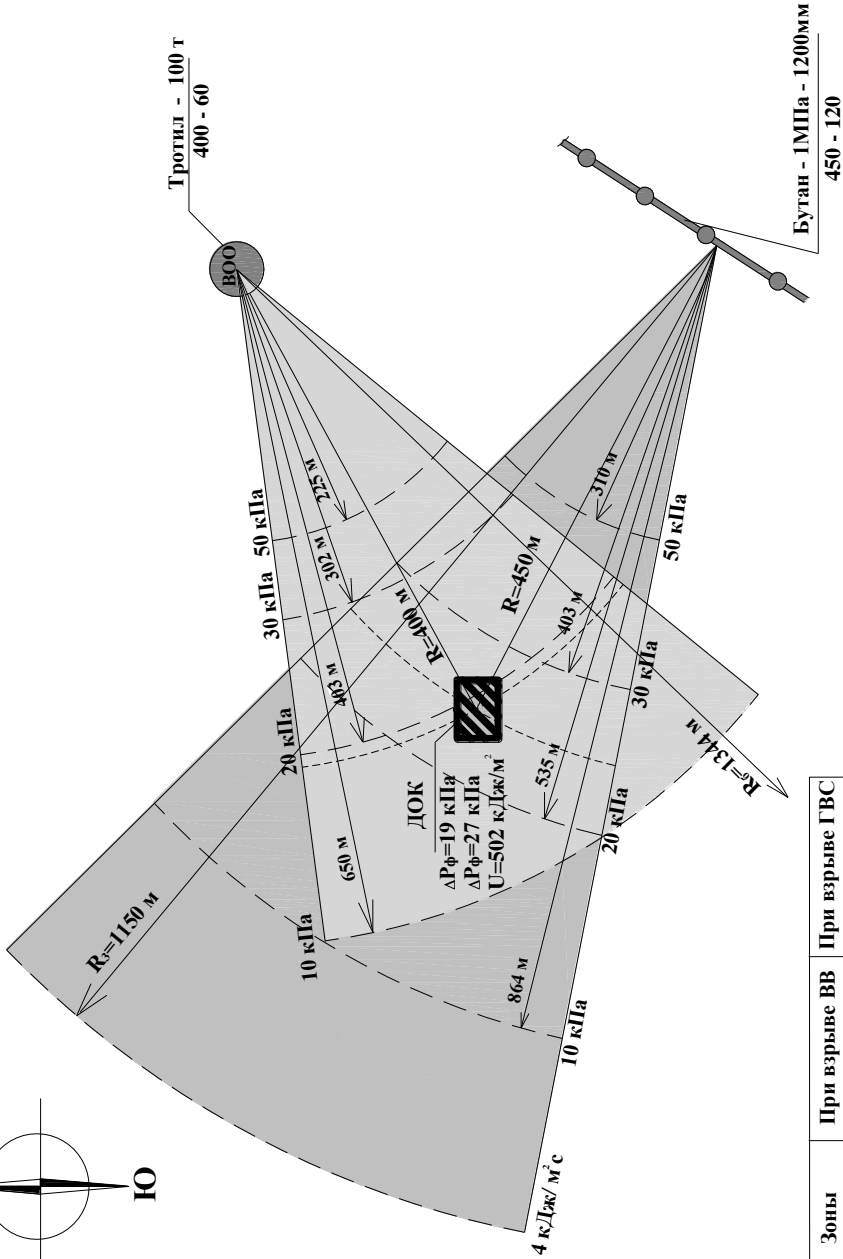 Тротил - 100 т
400 - 60
ВОО
Бутан - 1МПа - 1200мм
450 - 120
50 кПа
225 м
30 кПа
302 м
310 м
50 кПа
R=400 м
R=450 м
403 м
20 кПа
403 м
30 кПа
ДОК
ΔPф=19 кПа
ΔPф=27 кПа
U=502 кДж/м²
535 м
20 кПа
R₆=1344 м
650 м
R₃=1150 м
10 кПа
864 м
10 кПа
Ю
4 кДж/м²с
Зоны При взрыве ВВ При взрыве ГВС